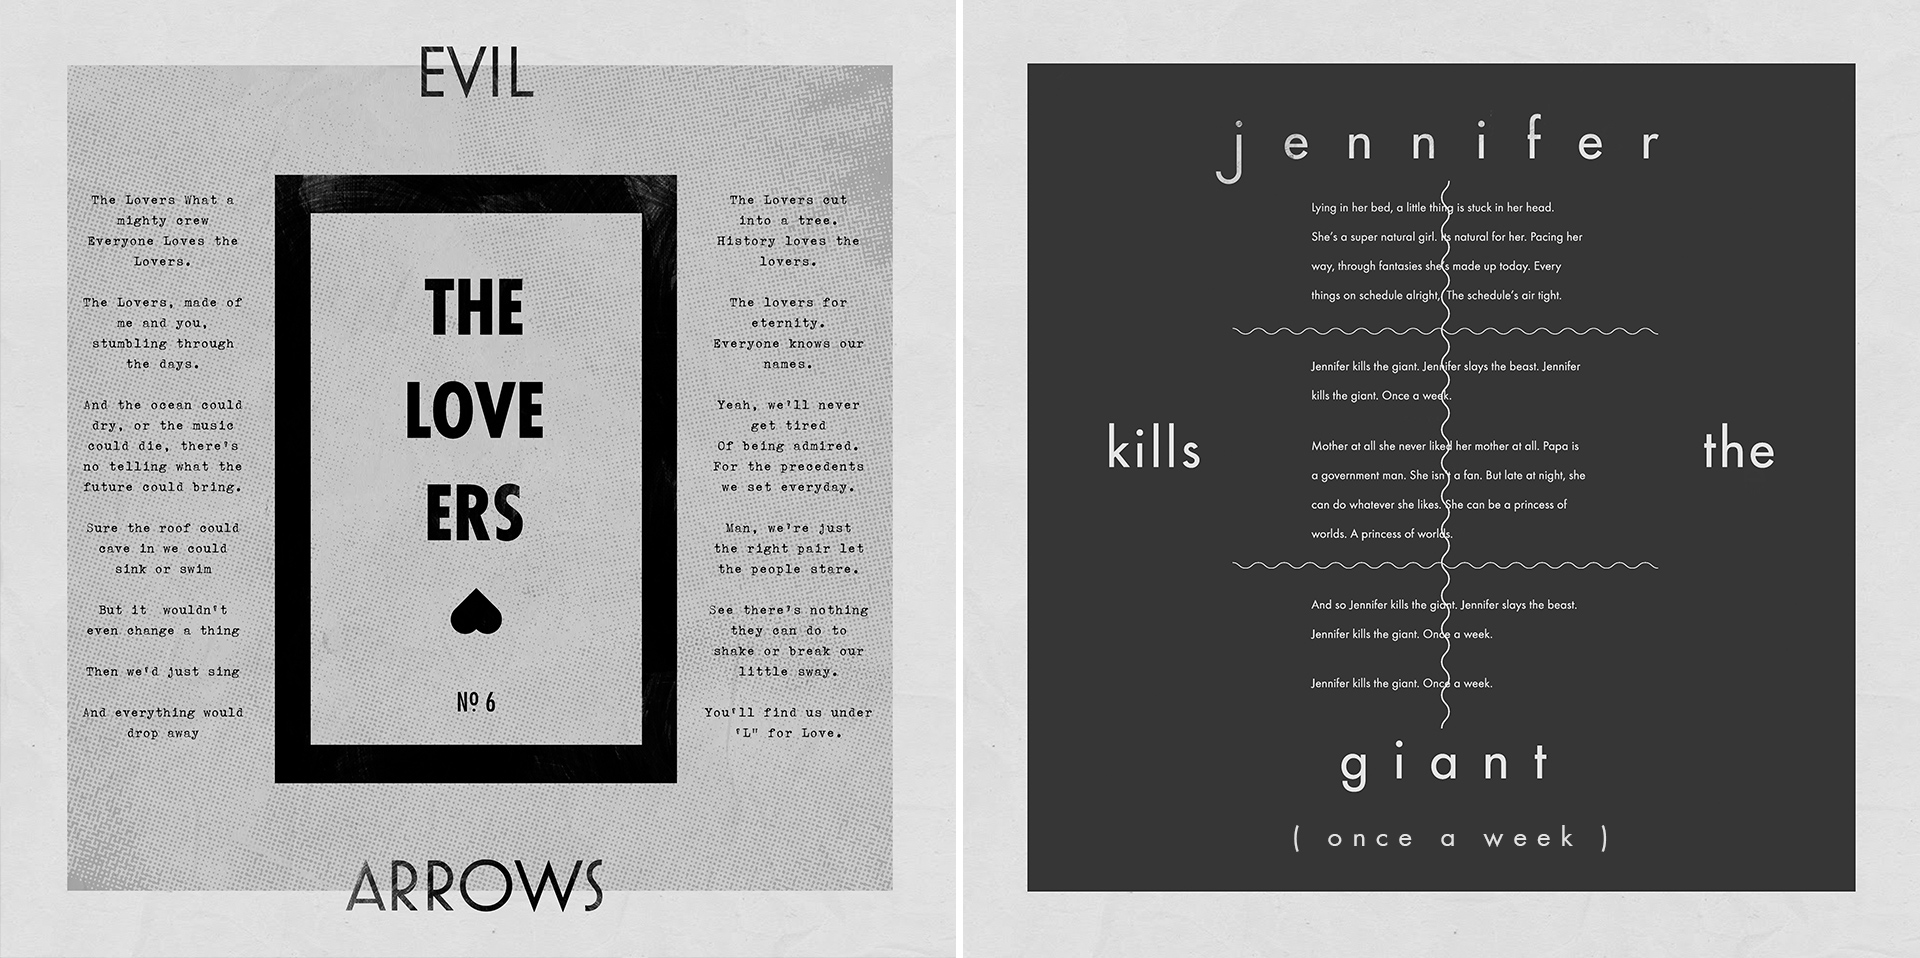 EVIL
The Lovers What a
mighty crew
Everyone Loves the
Lovers.
The Lovers, made of
me and you,
stumbling through
the days.
And the ocean could
dry, or the music
could die, there's
no telling what the
future could bring.
Sure the roof could
cave in we could
sink or swim
But it  wouldn't
even change a thing
Then we'd just sing
And everything would
drop away
THE
LOVE
ERS
Nº 6
The Lovers cut
into a tree.
History loves the
lovers.
The lovers for
eternity.
Everyone knows our
names.
Yeah, we'll never
get tired
Of being admired.
For the precedents
we set everyday.
Man, we're just
the right pair let
the people stare.
See there's nothing
they can do to
shake or break our
little sway.
You'll find us under
'L" for Love.
ARROWS
jennifer
Lying in her bed, a little thing is stuck in her head.
She's a super natural girl. Its natural for her. Pacing her
way, through fantasies she's made up today. Every
things on schedule alright, The schedule's air tight.
Jennifer kills the giant. Jennifer slays the beast. Jennifer
kills the giant. Once a week.
kills
the
Mother at all she never liked her mother at all. Papa is
a government man. She isn't a fan. But late at night, she
can do whatever she likes. She can be a princess of
worlds. A princess of worlds.
And so Jennifer kills the giant. Jennifer slays the beast.
Jennifer kills the giant. Once a week.
Jennifer kills the giant. Once a week.
giant
( once a week )